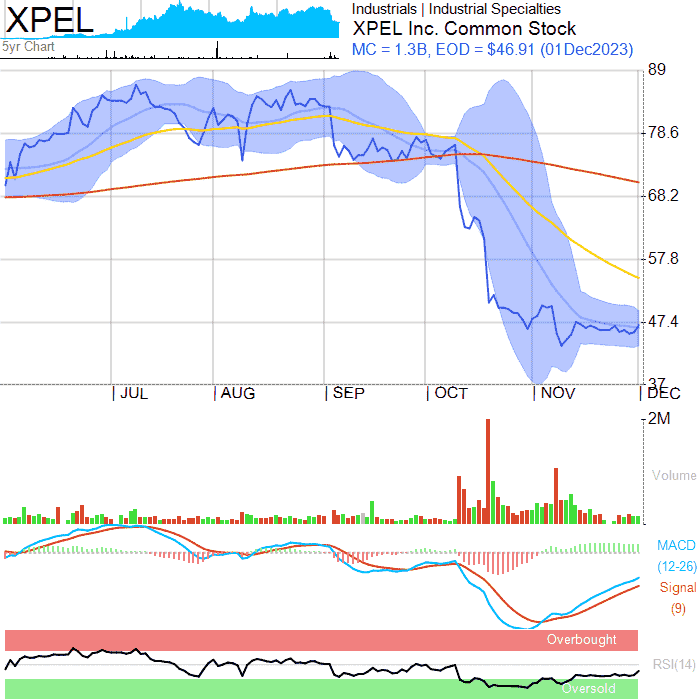 XPEL
5yr Chart
Industrials | Industrial Specialties
XPEL Inc. Common Stock
MC = 1.3B, EOD = $46.91 (01Dec2023)
89
78.6
68.2
57.8
47.4
37
JUL AUG SEP OCT NOV DEC
2M
Volume
MACD
(12-26)
Signal
(9)
Overbought
RSI(14)
Oversold